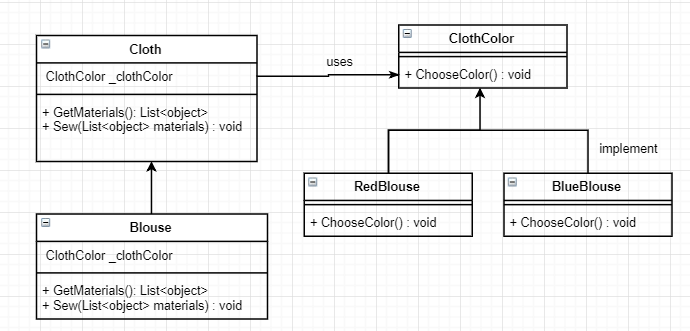 Cloth
ClothColor _clothColor
+ GetMaterials(): List<object>
+ Sew(List<object> materials) : void
uses
ClothColor
+ ChooseColor() : void
implement
RedBlouse
+ ChooseColor() : void
BlueBlouse
+ ChooseColor() : void
Blouse
ClothColor _clothColor
+ GetMaterials(): List<object>
+ Sew(List<object> materials) : void